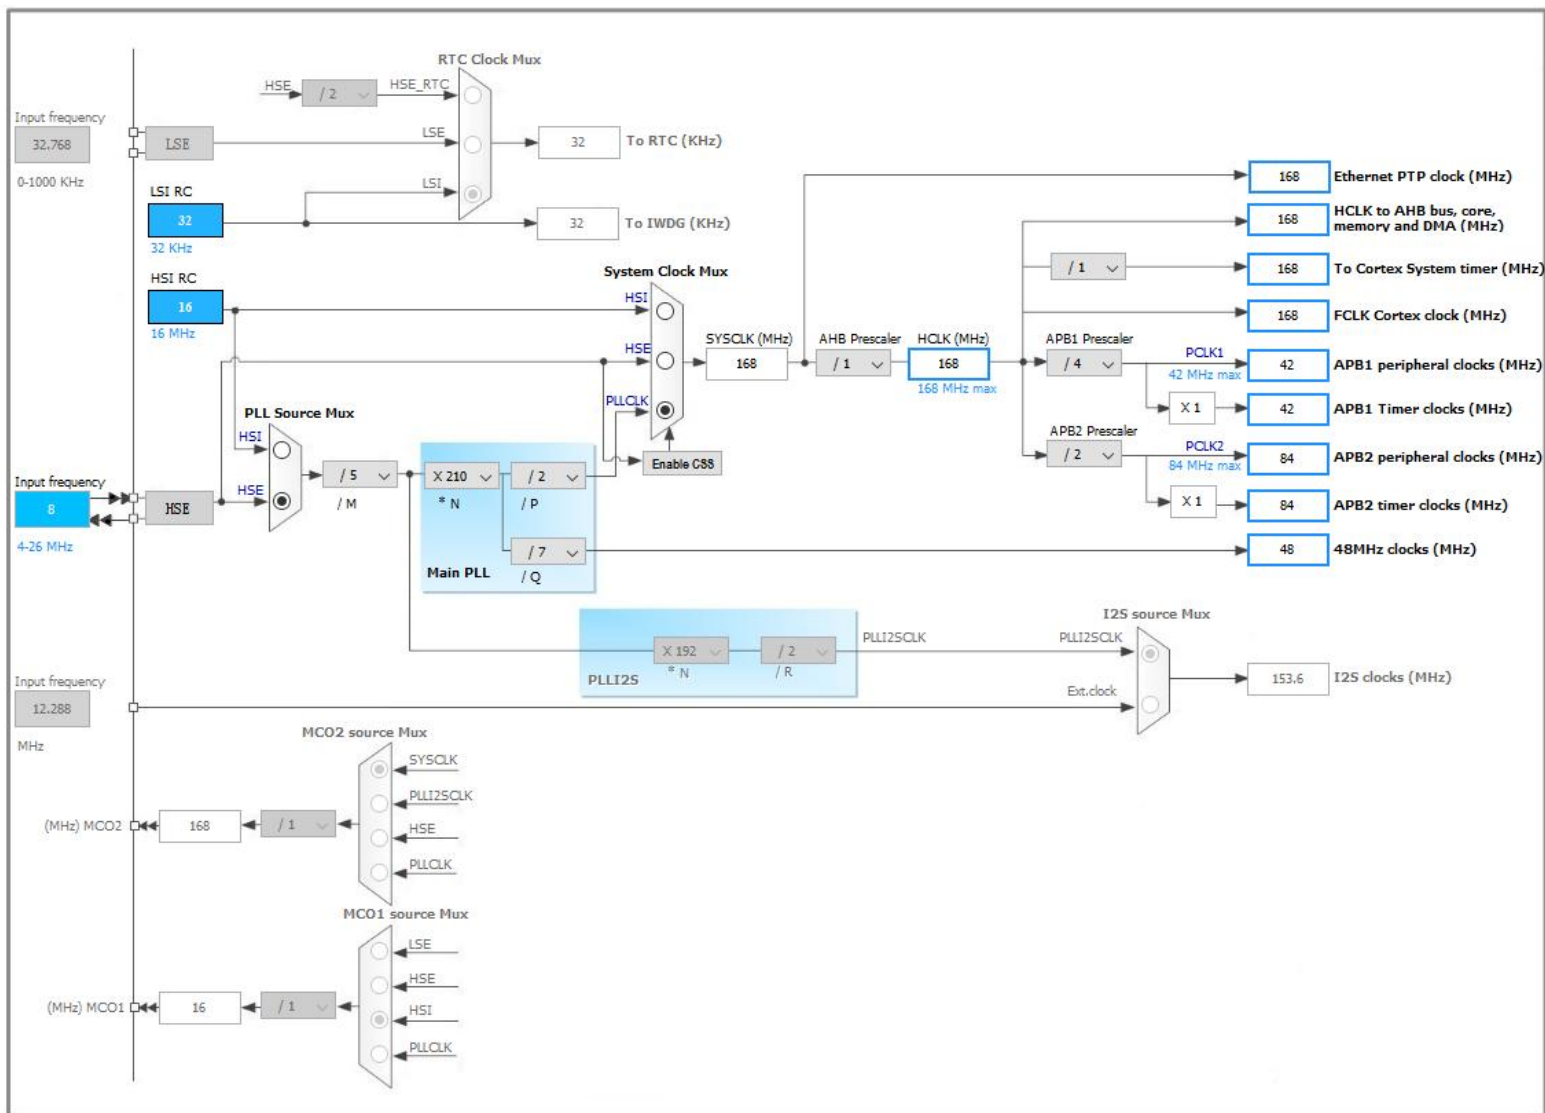 RTC Clock Mux
HSE
/ 2
HSE_RTC
Input frequency
32.768
0-1000 KHz
LSE
LSE
32
To RTC (KHz)
LSI RC
32
32 KHz
LSI
32
To IWDG (KHz)
HSI RC
16
16 MHz
System Clock Mux
HSI
HSE
PLLCLK
SYSCLK (MHz)
168
AHB Prescaler
/ 1
HCLK (MHz)
168
168 MHz max
168
Ethernet PTP clock (MHz)
168
HCLK to AHB bus, core,
memory and DMA (MHz)
/ 1
168
To Cortex System timer (MHz)
168
FCLK Cortex clock (MHz)
APB1 Prescaler
/ 4
PCLK1
42 MHz max
42
APB1 peripheral clocks (MHz)
X 1
42
APB1 Timer clocks (MHz)
APB2 Prescaler
/ 2
PCLK2
84 MHz max
84
APB2 peripheral clocks (MHz)
X 1
84
APB2 timer clocks (MHz)
48
48MHz clocks (MHz)
Enable CSS
PLL Source Mux
HSI
HSE
Input frequency
8
4-26 MHz
HSE
/ 5
/ M
X 210
* N
/ 2
/ P
/ 7
/ Q
Main PLL
X 192
* N
/ 2
/ R
PLLI2S
PLLI2SCLK
I2S source Mux
PLLI2SCLK
Ext.clock
153.6
I2S clocks (MHz)
Input frequency
12.288
MHz
MCO2 source Mux
SYSCLK
PLLI2SCLK
HSE
PLLCLK
(MHz) MCO2
168
/ 1
MCO1 source Mux
LSE
HSE
HSI
PLLCLK
(MHz) MCO1
16
/ 1